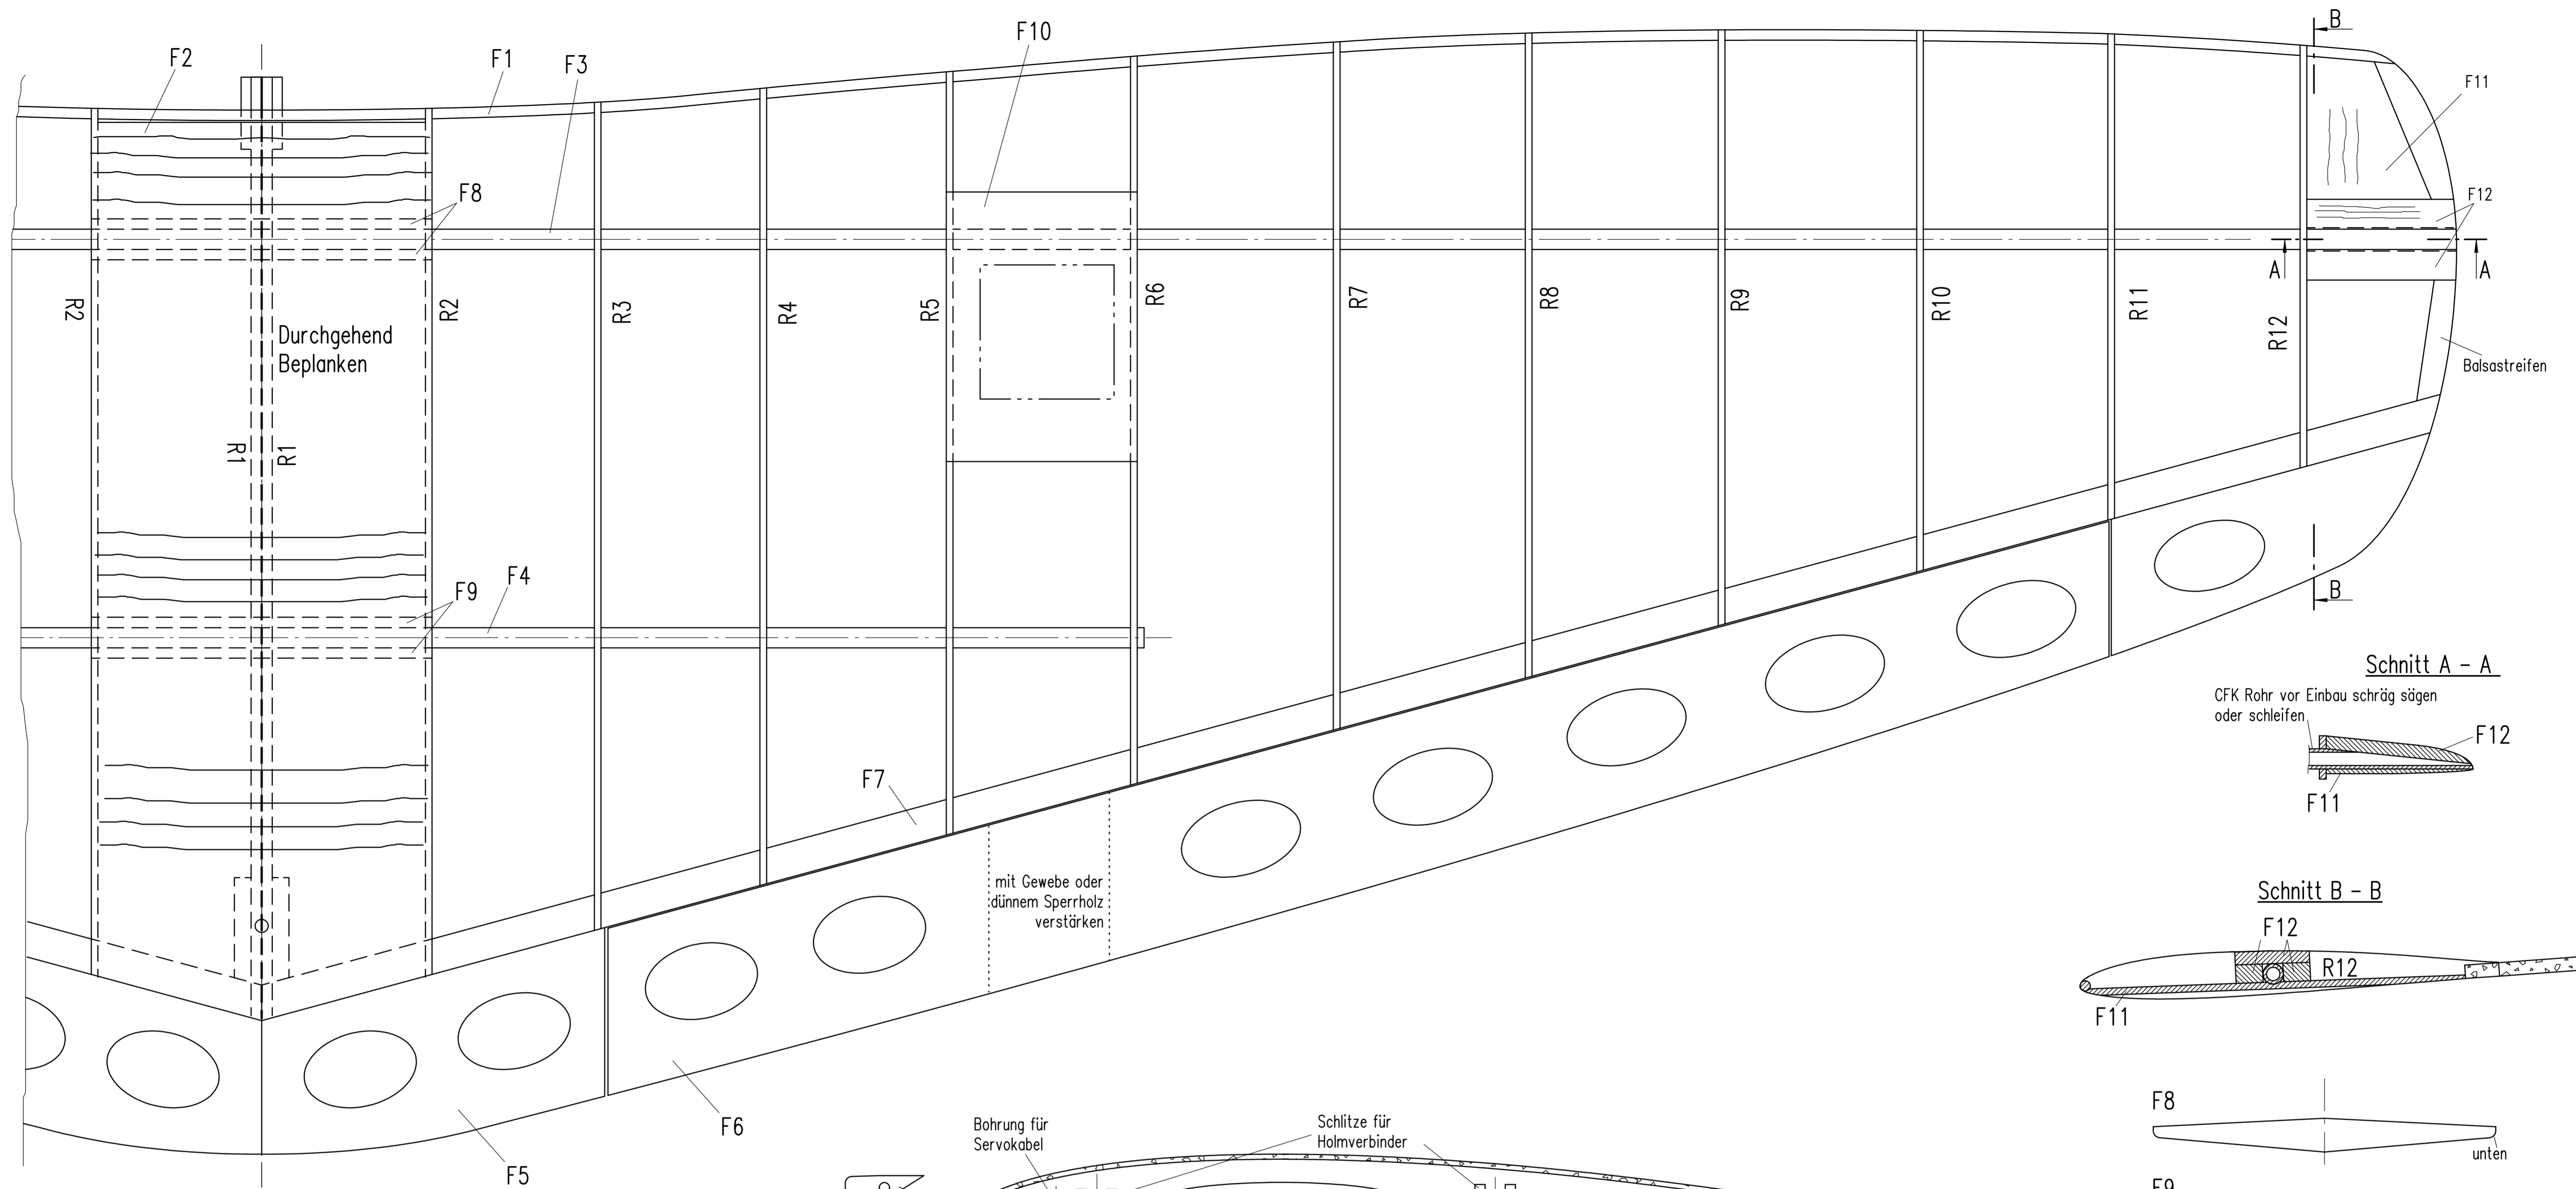 B
F10
F2
F1
F3
F11
F8
F12
R2
R2
R3
R4
R5
R6
R7
R8
R9
R10
R11
R12
A
A
Durchgehend
Beplanken
Balsastreifen
R1
R1
F9
F4
B
Schnitt A - A
CFK Rohr vor Einbau schräg sägen
oder schleifen
F12
F11
F7
mit Gewebe oder
dünnem Sperrholz
verstärken
Schnitt B - B
F12
R12
F11
F6
F5
Bohrung für
Servokabel
Schlitze für
Holmverbinder
F8
unten
F9